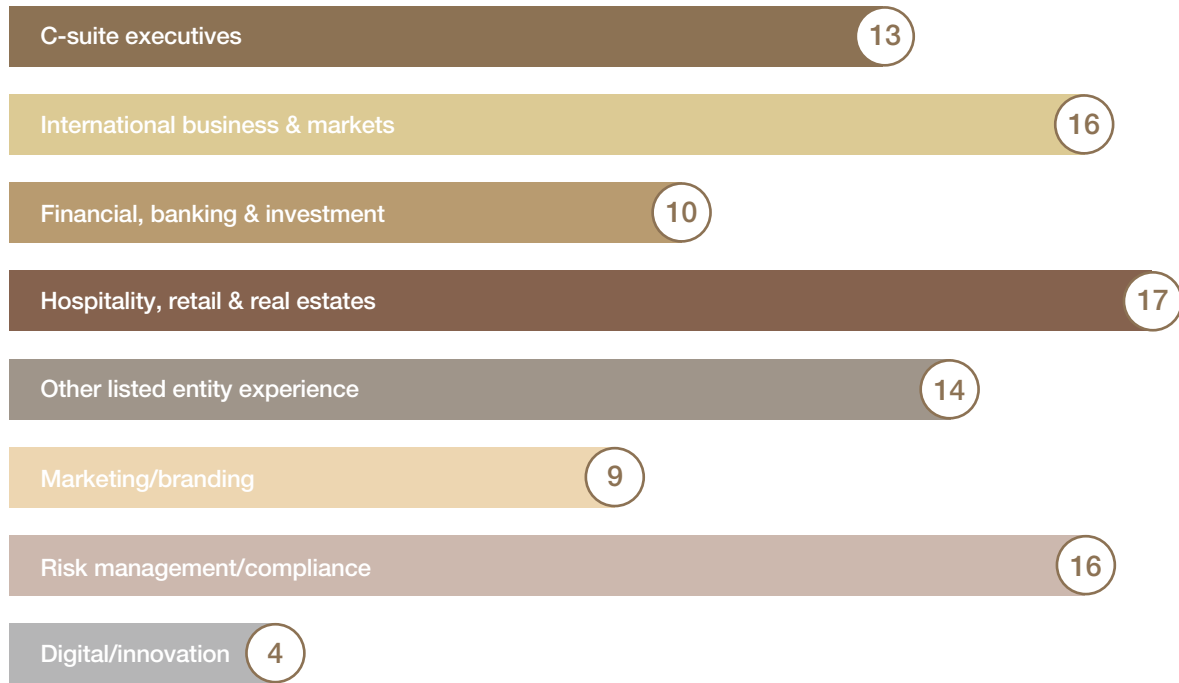 C-suite executives 13
International business & markets 16
Financial, banking & investment 10
Hospitality, retail & real estates 17
Other listed entity experience 14
Marketing/branding 9
Risk management/compliance 16
Digital/innovation 4